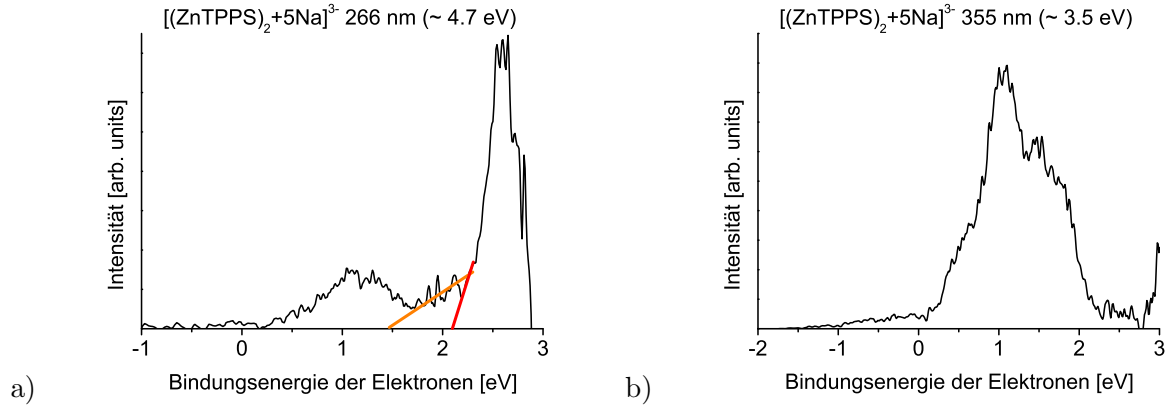 [(ZnTPPS)₂+5Na]³⁻ 266 nm (~ 4.7 eV)
Intensität [arb. units]
-1 0 1 2 3
Bindungsenergie der Elektronen [eV]
a)
[(ZnTPPS)₂+5Na]³⁻ 355 nm (~ 3.5 eV)
Intensität [arb. units]
-2 -1 0 1 2 3
Bindungsenergie der Elektronen [eV]
b)